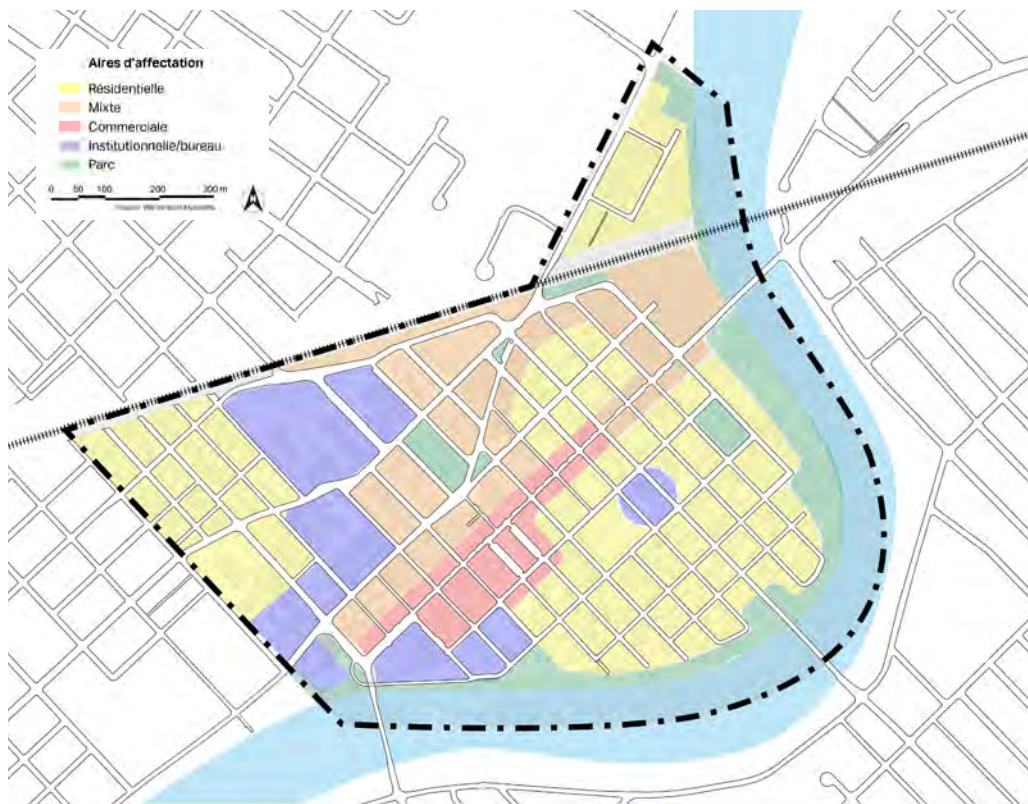 Aires d'affectation
Résidentielle
Mixte
Commerciale
Institutionnelle/bureau
Parc
0 50 100 200 300 m